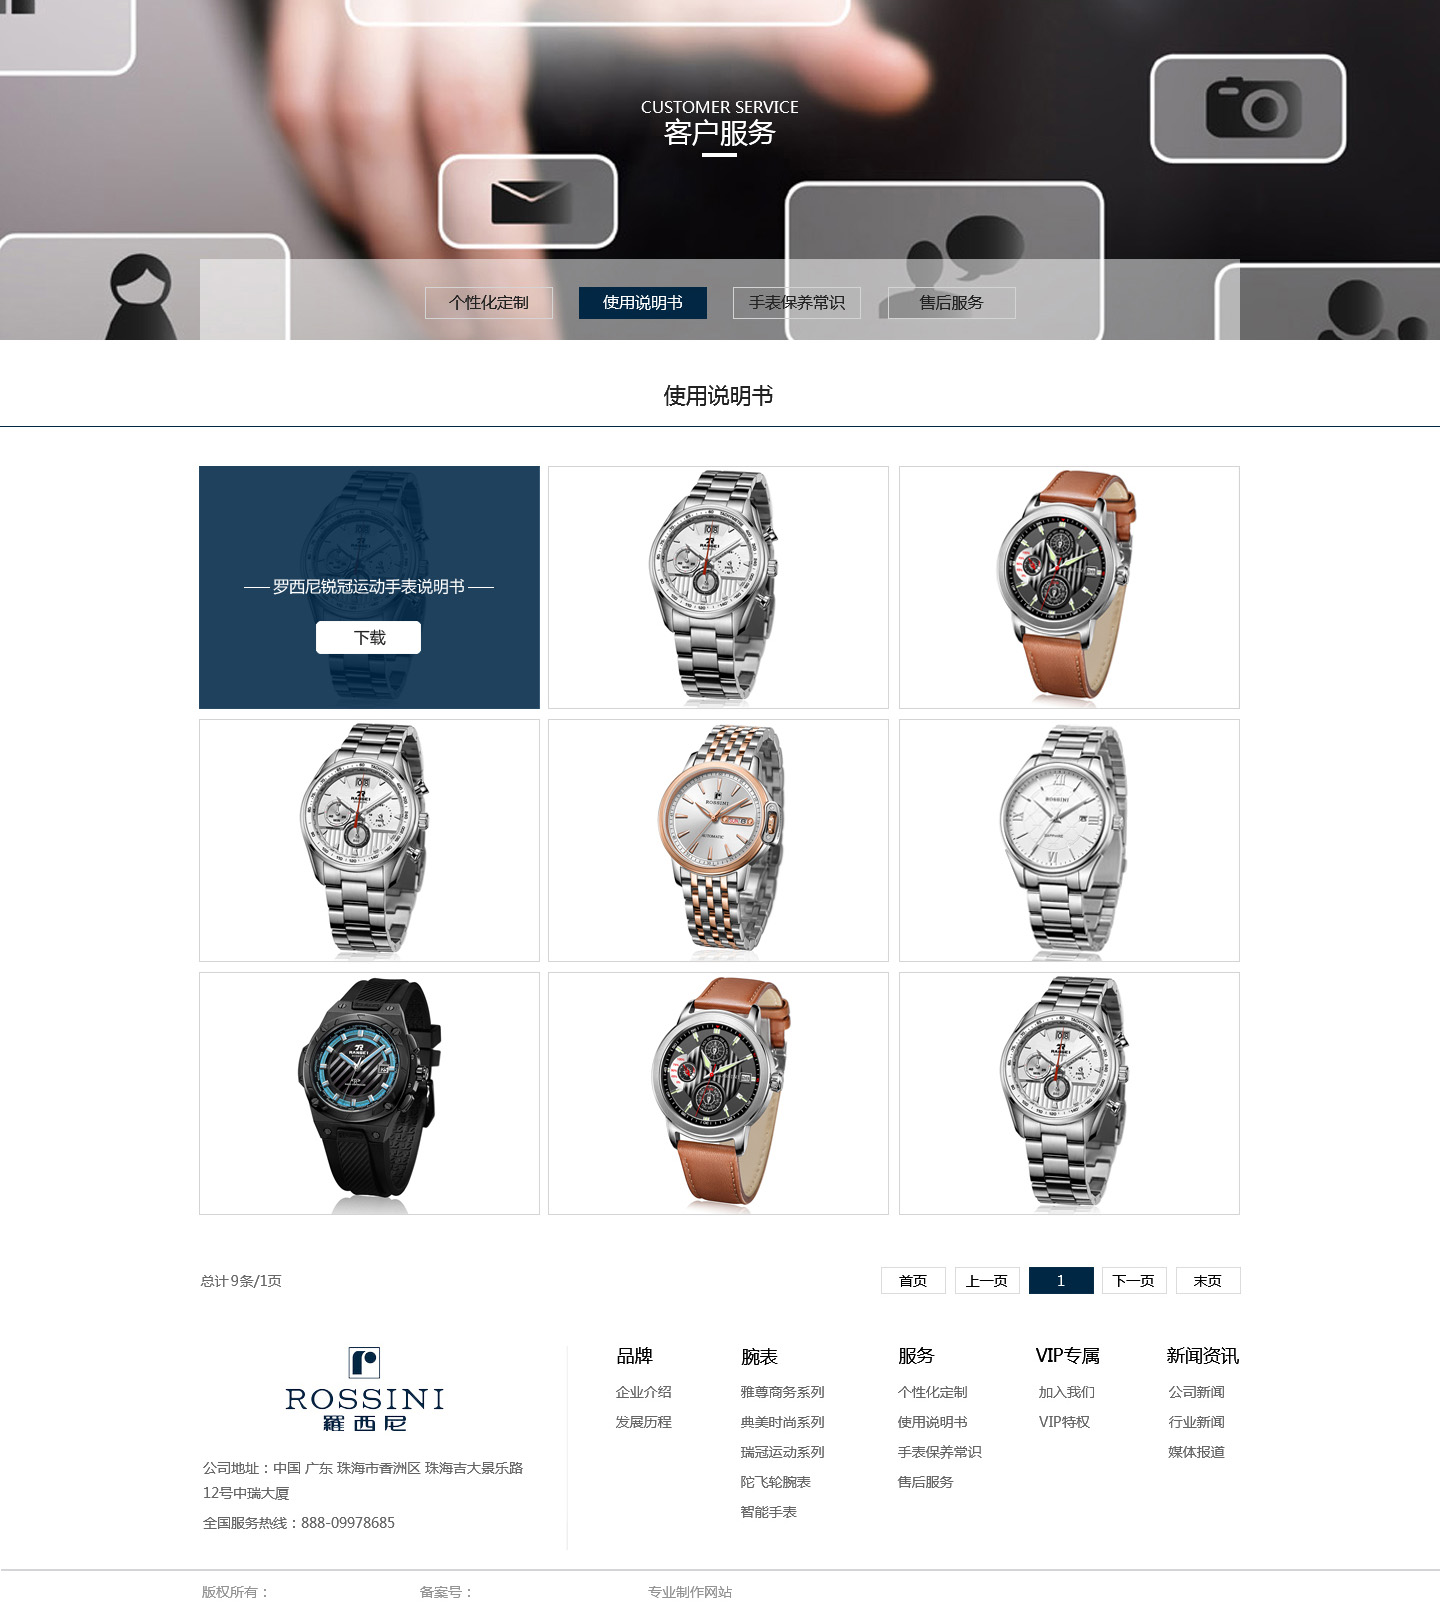 CUSTOMER SERVICE
客户服务
个性化定制 使用说明书 手表保养常识 售后服务
使用说明书
罗西尼锐冠运动手表说明书
下载
ROSSINI
AUTOMATIC
ROSSINI
总计9条/1页 首页 上一页 1 下一页 末页
品牌 腕表 服务 VIP专属 新闻资讯
企业介绍 雅尊商务系列 个性化定制 加入我们 公司新闻
发展历程 典美时尚系列 使用说明书 VIP特权 行业新闻
瑞冠运动系列 手表保养常识 媒体报道
陀飞轮腕表 售后服务
智能手表
ROSSINI
羅西尼
公司地址：中国 广东 珠海市香洲区 珠海吉大景乐路
12号中瑞大厦
全国服务热线：888-09978685
版权所有： 备案号： 专业制作网站